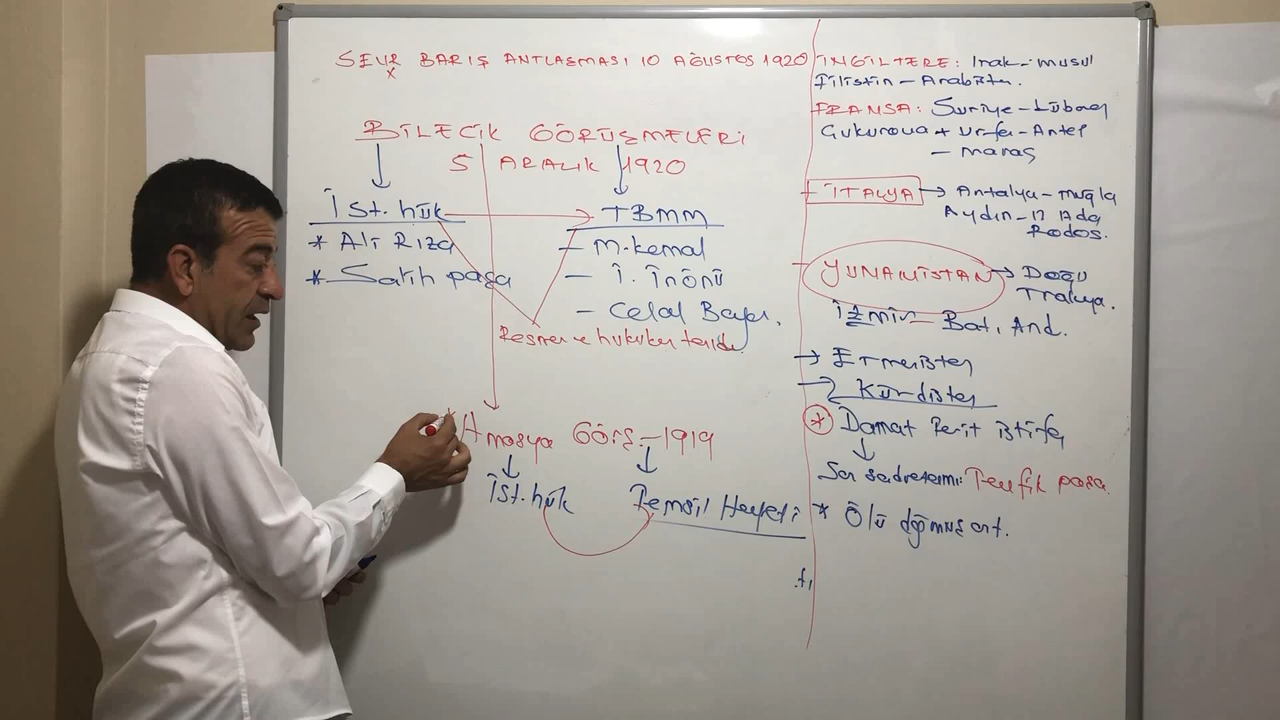 SEVR BARIŞ ANTLAŞMASI 10 AĞUSTOS 1920
BİLECİK GÖRÜŞMELERİ
5 ARALIK 1920
İst. hük
TBMM
* Ali Rıza
* Salih paşa
- M. Kemal
- İ. İnönü
- Celal Bayar.
Resmen hukuken
Amasya Görş. - 1919
İst. hük
Temsil Heyeti
İNGİLTERE: Irak - musul
Filistin - Arabistan.
FRANSA: Suriye - Lübnan
Çukurova + Urfa - Antep
- maraş
İTALYA → Antalya - muğla
Aydın - 12 Ada
Rodos.
YUNANİSTAN → Doğu
Trakya.
İzmir - Batı And.
→ Ermenistan
→ Kürdistan
* Damat Ferit istifa
Son sadrazam: Tevfik paşa.
* Ölü doğmuş ant.